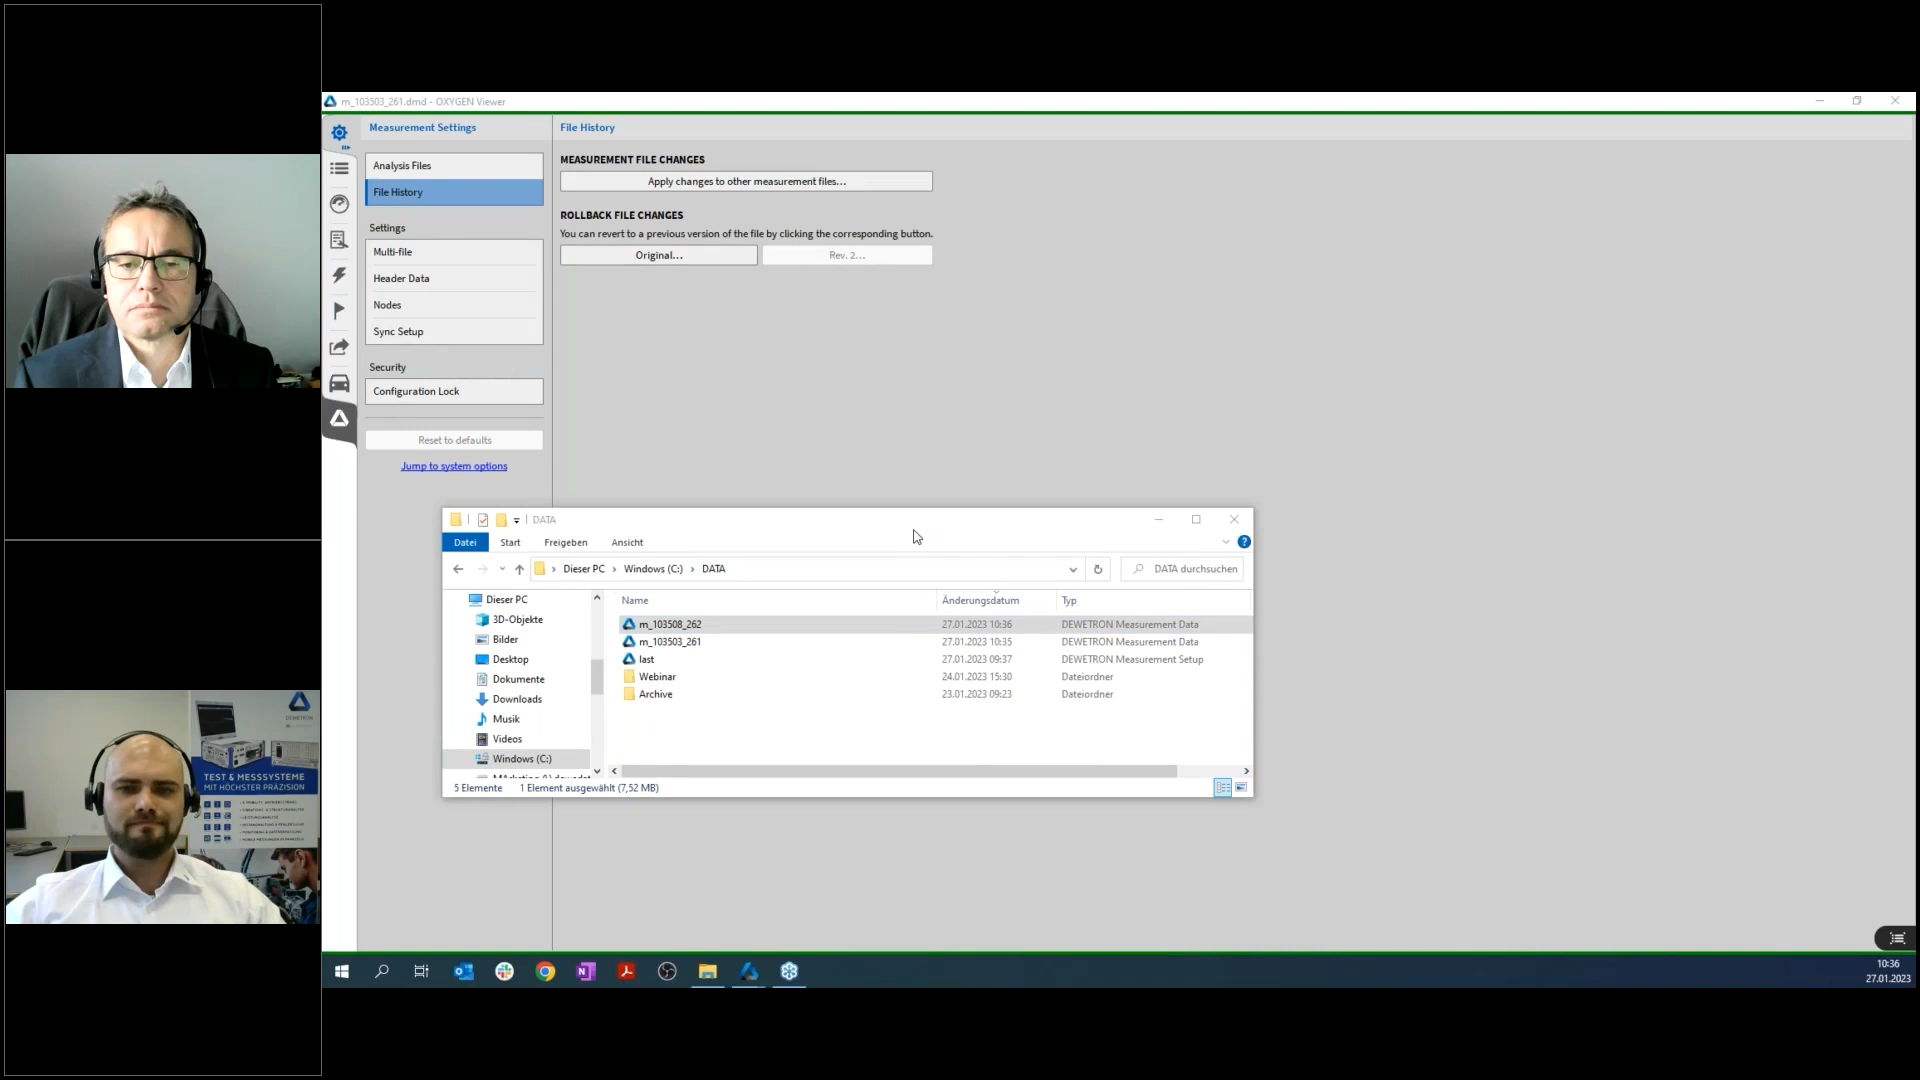 m_103503_261.dmd - OXYGEN Viewer
Measurement Settings
File History
Analysis Files
File History
Settings
Multi-file
Header Data
Nodes
Sync Setup
Security
Configuration Lock
Reset to defaults
Jump to system options
MEASUREMENT FILE CHANGES
Apply changes to other measurement files...
ROLLBACK FILE CHANGES
You can revert to a previous version of the file by clicking the corresponding button.
Original... Rev. 2...
DATA
Datei Start Freigeben Ansicht
Dieser PC › Windows (C:) › DATA
DATA durchsuchen
Dieser PC
3D-Objekte
Bilder
Desktop
Dokumente
Downloads
Musik
Videos
Windows (C:)
Name Änderungsdatum Typ
m_103508_262 27.01.2023 10:36 DEWETRON Measurement Data
m_103503_261 27.01.2023 10:35 DEWETRON Measurement Data
last 27.01.2023 09:37 DEWETRON Measurement Setup
Webinar 24.01.2023 15:30 Dateiordner
Archive 23.01.2023 09:23 Dateiordner
5 Elemente 1 Element ausgewählt (7,52 MB)
10:36
27.01.2023
DEWETRON
TEST & MESSSYSTEME
MIT HÖCHSTER PRÄZISION